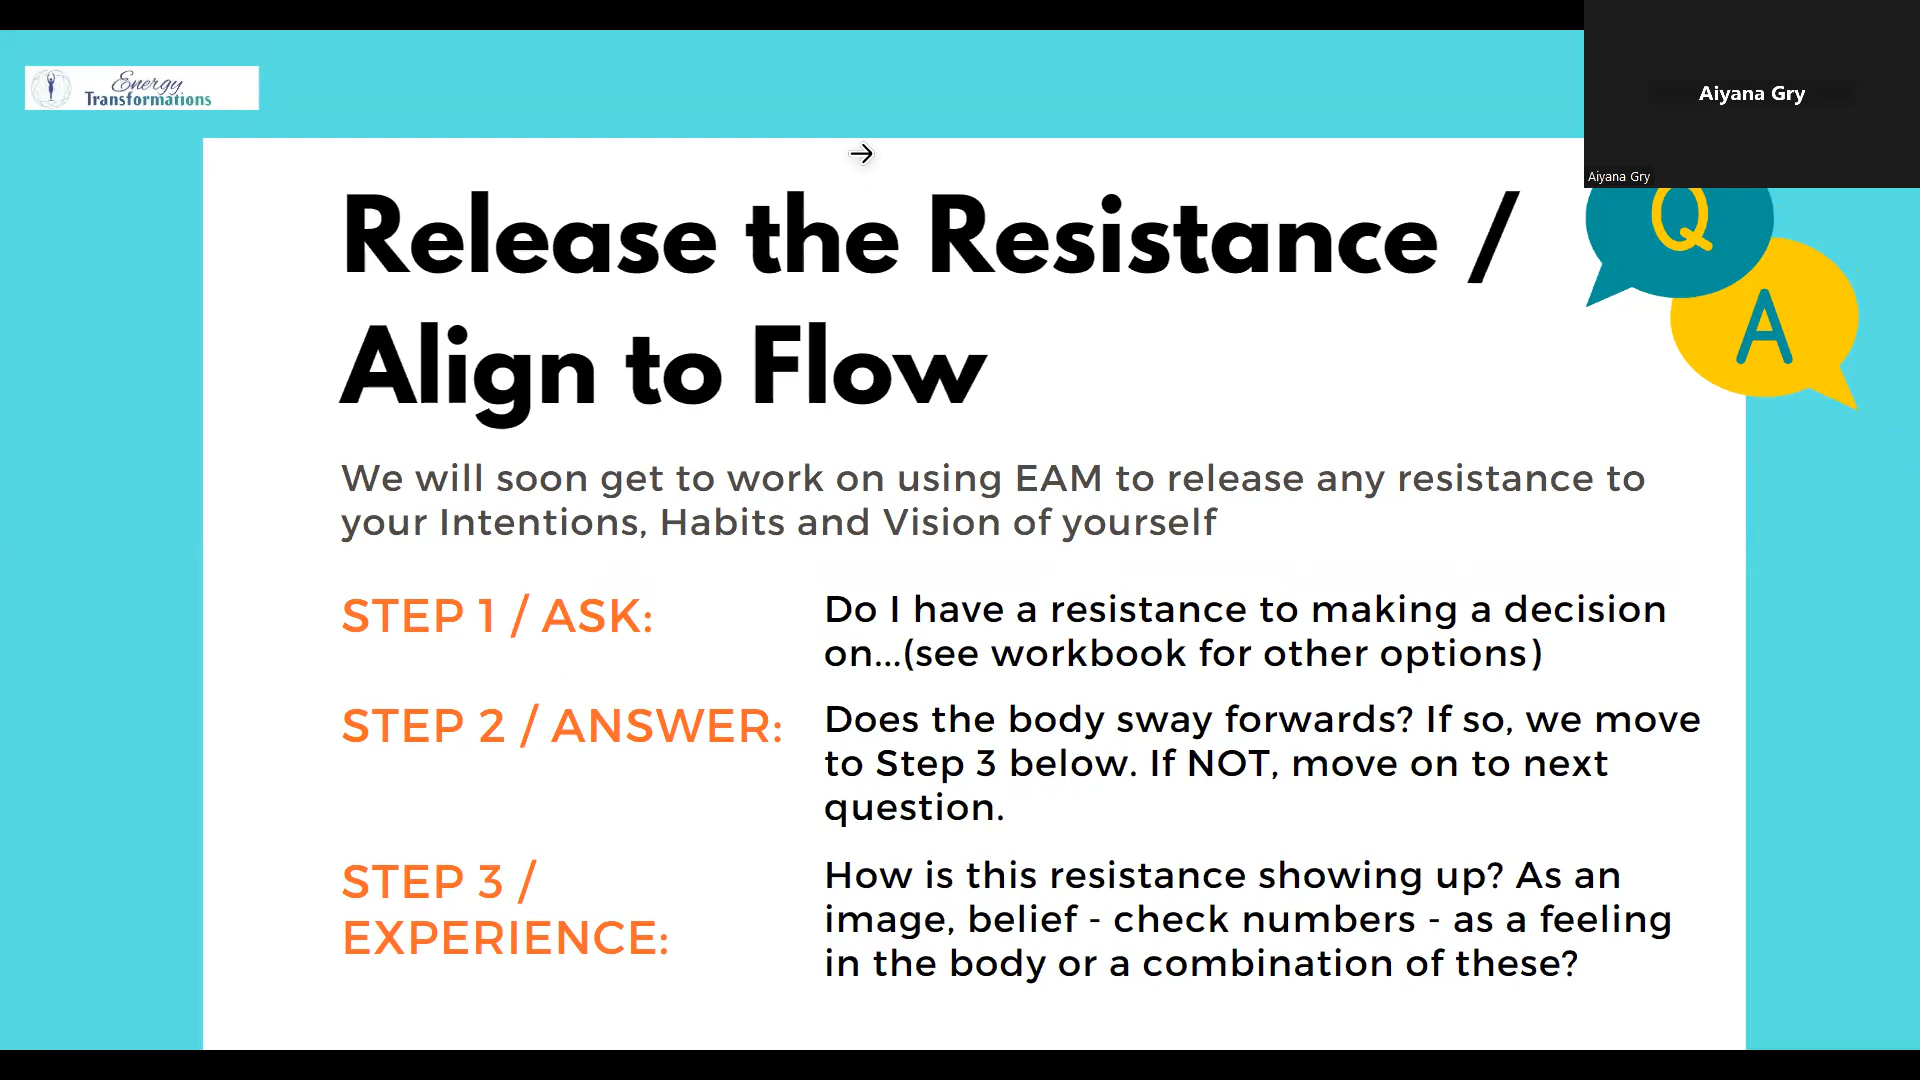 Energy
Transformations
Aiyana Gry
Aiyana Gry
Q
A
Release the Resistance /
Align to Flow
We will soon get to work on using EAM to release any resistance to
your Intentions, Habits and Vision of yourself
STEP 1 / ASK:
Do I have a resistance to making a decision
on...(see workbook for other options)
STEP 2 / ANSWER:
Does the body sway forwards? If so, we move
to Step 3 below. If NOT, move on to next
question.
STEP 3 /
EXPERIENCE:
How is this resistance showing up? As an
image, belief - check numbers - as a feeling
in the body or a combination of these?